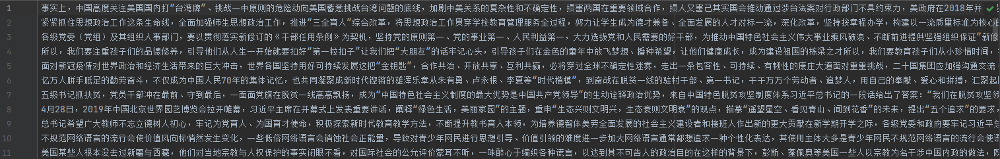 1 事实上，中国高度关注美国国内打“台湾牌”、挑战一中原则的危险动向美国蓄意挑战台湾问题的底线，加剧中美关系的复杂性和不确定性，损害两国在重要领域合作，损人又害己其实国会推动通过涉台法案对行政部门不具约束力，美政府在2018年并
2 紧紧抓住思想政治工作这条生命线，全面加强师生思想政治工作，推进“三全育人”综合改革，将思想政治工作贯穿学校教育管理服务全过程，努力让学生成为德才兼备、全面发展的人才对标一流，深化改革，坚持按章程办学，构建以一流质量标准为核心的
3 各级党委（党组）及其组织人事部门，要以贯彻落实新修订的《干部任用条例》为契机，坚持党的原则第一、党的事业第一、人民利益第一，大力选拔党和人民需要的好干部，为推动中国特色社会主义伟大事业乘风破浪、不断前进提供坚强组织保证”新修
4 所以，我们要注重孩子们的品德修养，引导他们从人生一开始就要扣好“第一粒扣子”让我们把“大朋友”的话牢记心头，引导孩子们在金色的童年中放飞梦想、播种希望，让他们健康成长，成为建设祖国的栋梁之才所以，我们要教育孩子们从小珍惜时间，
5 面对新冠疫情对世界政治和经济生活带来的巨大冲击，世界各国坚持用好可持续发展这把“金钥匙”，合作共治、开放共享、互利共赢，必将穿过全球不确定性迷雾，走出一条包容性、可持续、有韧性的康庄大道面对重重挑战，二十国集团应加强沟通交流
6 亿万人胼手胝足的勤劳奋斗，不仅成为中国人民70年的集体记忆，也共同凝聚成新时代铿锵的雄浑乐章从朱有勇、卢永根、李夏等“时代楷模”，到奋战在脱贫一线的驻村干部、第一书记，千千万万个劳动者、追梦人，用自己的奉献、爱心和拼搏，汇聚起
7 五级书记抓扶贫，党员干部冲在最前、守到最后，一面面党旗在脱贫一线高高飘扬，成为“中国特色社会主义制度的最大优势是中国共产党领导”的生动诠释政治优势，来自中国特色脱贫攻坚制度体系习近平总书记的一段话给出了答案：“我们在脱贫攻坚领
8 4月28日，2019年中国北京世界园艺博览会拉开帷幕，习近平主席在开幕式上发表重要讲话，阐释“绿色生活，美丽家园”的主题，重申“生态兴则文明兴，生态衰则文明衰”的观点，描摹“遥望星空、看见青山、闻到花香”的未来，提出“五个追求”的要求，
9 总书记希望广大教师不忘立德树人初心，牢记为党育人、为国育才使命，积极探索新时代教育教学方法，不断提升教书育人本领，为培养德智体美劳全面发展的社会主义建设者和接班人作出新的更大贡献在新学期开学之际，各级党委和政府要牢记习近平总
10 不规范网络语言的流行会使价值风向标悄然发生变化，一些低俗网络语言会销蚀社会正能量，导致对青少年网民进行思想引导、价值引领的难度进一步加大网络语言通常都想追求一种个性化表达，其使用主体大多是青少年网民不规范网络语言的流行会使语
11 美国某些人根本没去过新疆与西藏，他们对当地宗教与人权保护的事实闭眼不看，对国际社会的公允评价蒙耳不听，一味醉心于编织各种谎言，以达到其不可告人的政治目的在这样的背景下，彭斯、蓬佩奥等美国一些人以宗教为名干涉中国内政的做法，既